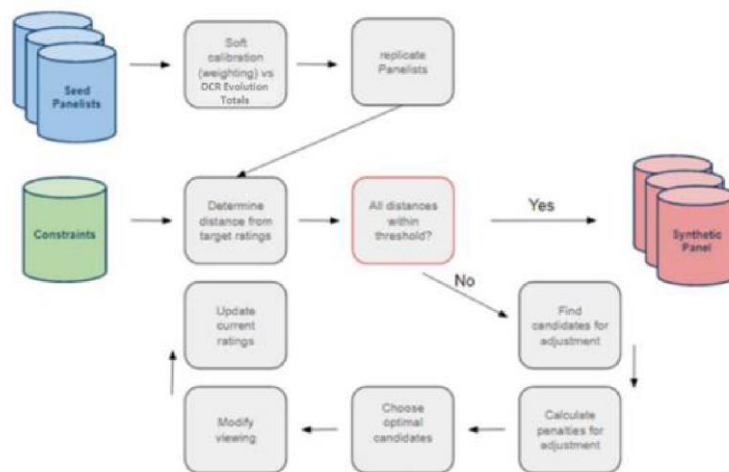 Seed
Panelists
Soft
calibration
(weighting) vs
DCR Evolution
Totals
replicate
Panelists
Constraints
Determine
distance from
target ratings
All distances
within
threshold?
Yes
Synthetic
Panel
No
Find
candidates for
adjustment
Calculate
penalties for
adjustment
Choose
optimal
candidates
Modify
viewing
Update
current
ratings